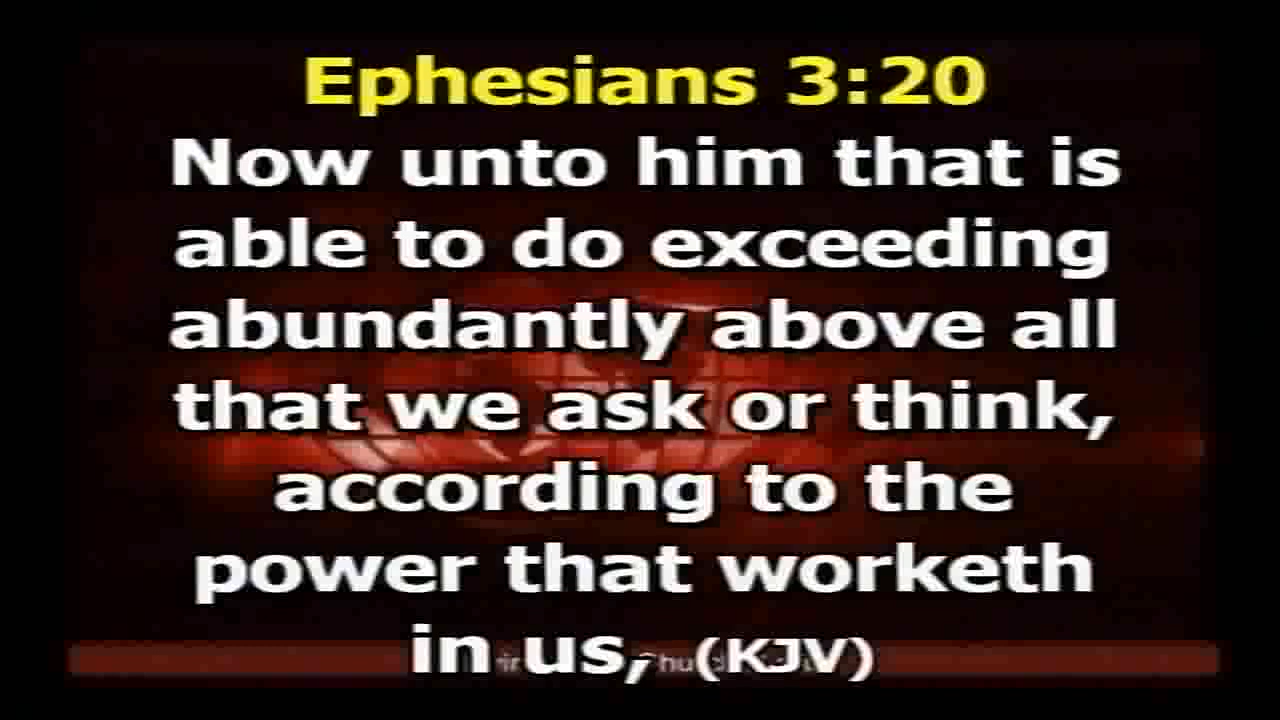 Ephesians 3:20
Now unto him that is
able to do exceeding
abundantly above all
that we ask or think,
according to the
power that worketh
in us, (KJV)